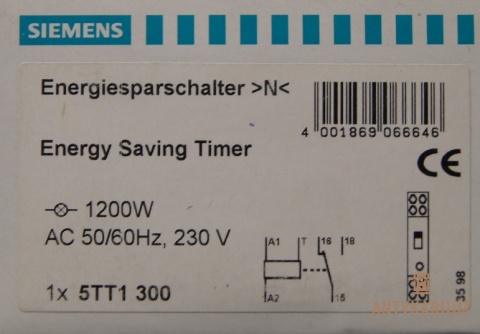 SIEMENS
Energiesparschalter >N<
4 001869 066646
Energy Saving Timer
CE
1200W
AC 50/60Hz, 230 V
A1 T 16 18
A2 15
1x 5TT1 300
35 98
ANTYKWARIUM